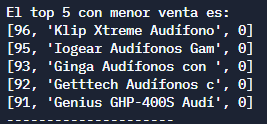 El top 5 con menor venta es:
[96, 'Klip Xtreme Audífono', 0]
[95, 'Iogear Audífonos Gam', 0]
[93, 'Ginga Audífonos con ', 0]
[92, 'Getttech Audífonos c', 0]
[91, 'Genius GHP-400S Audí', 0]
---------------------